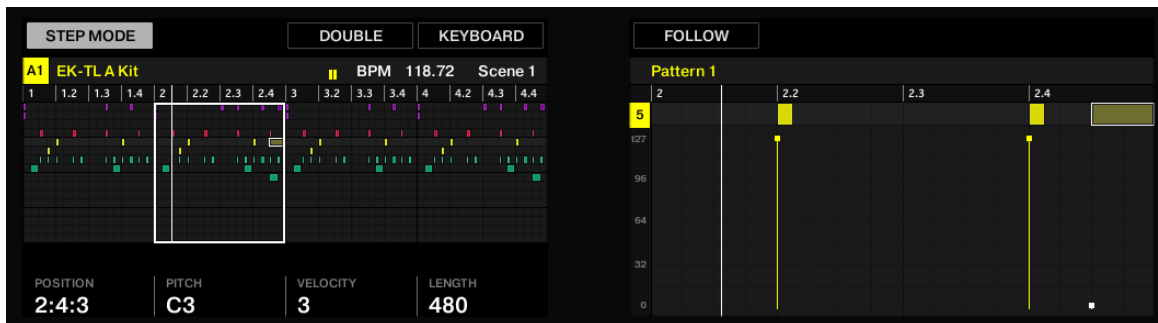 STEP MODE DOUBLE KEYBOARD FOLLOW
A1 EK-TL A Kit BPM 118.72 Scene 1 Pattern 1
1 1.2 1.3 1.4 2 2.2 2.3 2.4 3 3.2 3.3 3.4 4 4.2 4.3 4.4 2 2.2 2.3 2.4
5
127
96
64
32
0
POSITION PITCH VELOCITY LENGTH
2:4:3 C3 3 480